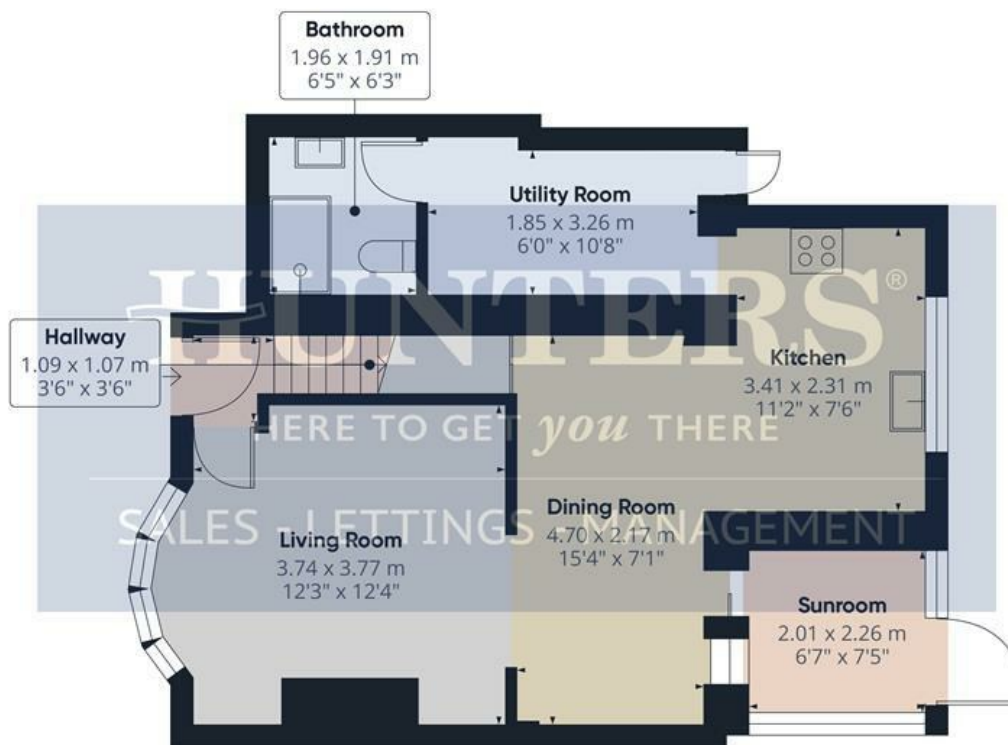 Bathroom
1.96 x 1.91 m
6'5" x 6'3"
Utility Room
1.85 x 3.26 m
6'0" x 10'8"
HUNTERS®
HERE TO GET you THERE
SALES - LETTINGS - MANAGEMENT
Hallway
1.09 x 1.07 m
3'6" x 3'6"
Kitchen
3.41 x 2.31 m
11'2" x 7'6"
Living Room
3.74 x 3.77 m
12'3" x 12'4"
Dining Room
4.70 x 2.17 m
15'4" x 7'1"
Sunroom
2.01 x 2.26 m
6'7" x 7'5"